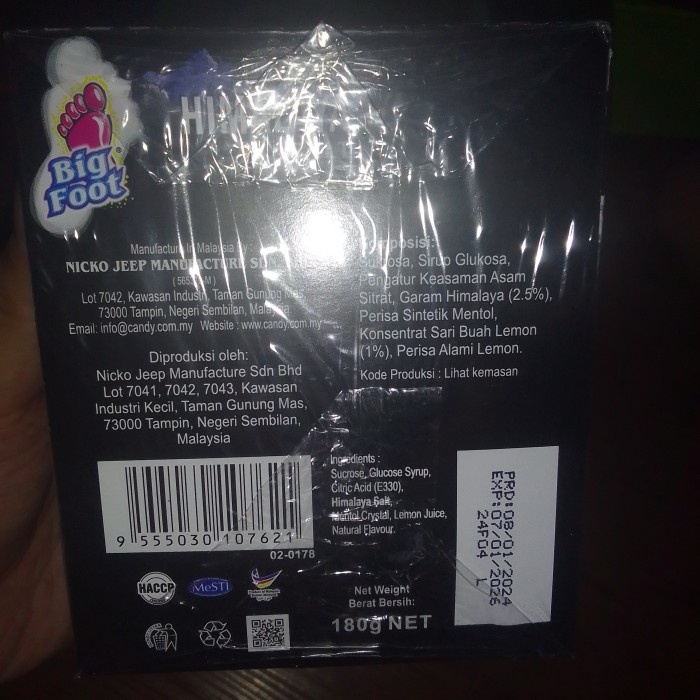 Big
Foot
Manufacture In Malaysia By :
NICKO JEEP MANUFACTURE
Lot 7042, Kawasan Industri, Taman Gunung Mas,
73000 Tampin, Negeri Sembilan, Malaysia
Email: info@candy.com.my Website : www.candy.com.my
Diproduksi oleh:
Nicko Jeep Manufacture Sdn Bhd
Lot 7041, 7042, 7043, Kawasan
Industri Kecil, Taman Gunung Mas,
73000 Tampin, Negeri Sembilan,
Malaysia
9 555030 107621
02-0178
HACCP
MeSTI
Komposisi:
Sukrosa, Sirup Glukosa,
Pengatur Keasaman Asam
Sitrat, Garam Himalaya (2.5%),
Perisa Sintetik Mentol,
Konsentrat Sari Buah Lemon
(1%), Perisa Alami Lemon.
Kode Produksi : Lihat kemasan
Ingredients :
Sucrose, Glucose Syrup,
Citric Acid (E330),
Himalaya Salt,
Mentol Crystal, Lemon Juice,
Natural Flavour.
Net Weight
Berat Bersih:
180g NET
PRD:08/01/2024
EXP:07/01/2026
24F04 L